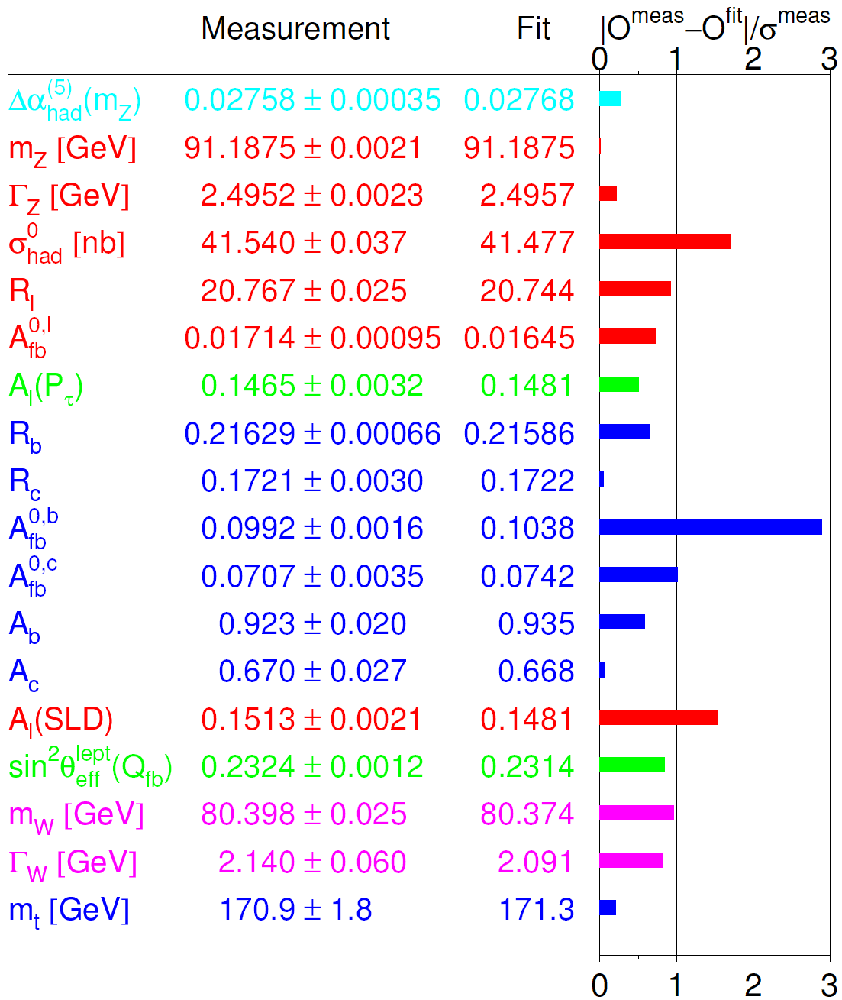 Measurement Fit |O^meas–O^fit|/σ^meas
0 1 2 3
Δα_had^(5)(m_Z) 0.02758 ± 0.00035 0.02768
m_Z [GeV] 91.1875 ± 0.0021 91.1875
Γ_Z [GeV] 2.4952 ± 0.0023 2.4957
σ_had^0 [nb] 41.540 ± 0.037 41.477
R_l 20.767 ± 0.025 20.744
A_fb^0,l 0.01714 ± 0.00095 0.01645
A_l(P_τ) 0.1465 ± 0.0032 0.1481
R_b 0.21629 ± 0.00066 0.21586
R_c 0.1721 ± 0.0030 0.1722
A_fb^0,b 0.0992 ± 0.0016 0.1038
A_fb^0,c 0.0707 ± 0.0035 0.0742
A_b 0.923 ± 0.020 0.935
A_c 0.670 ± 0.027 0.668
A_l(SLD) 0.1513 ± 0.0021 0.1481
sin^2θ_eff^lept(Q_fb) 0.2324 ± 0.0012 0.2314
m_W [GeV] 80.398 ± 0.025 80.374
Γ_W [GeV] 2.140 ± 0.060 2.091
m_t [GeV] 170.9 ± 1.8 171.3
0 1 2 3